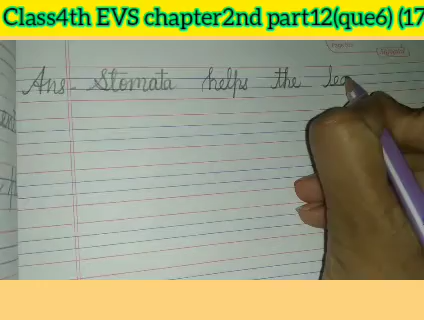 Class4th EVS chapter2nd part12(que6) (17
Ans- Stomata helps the lea